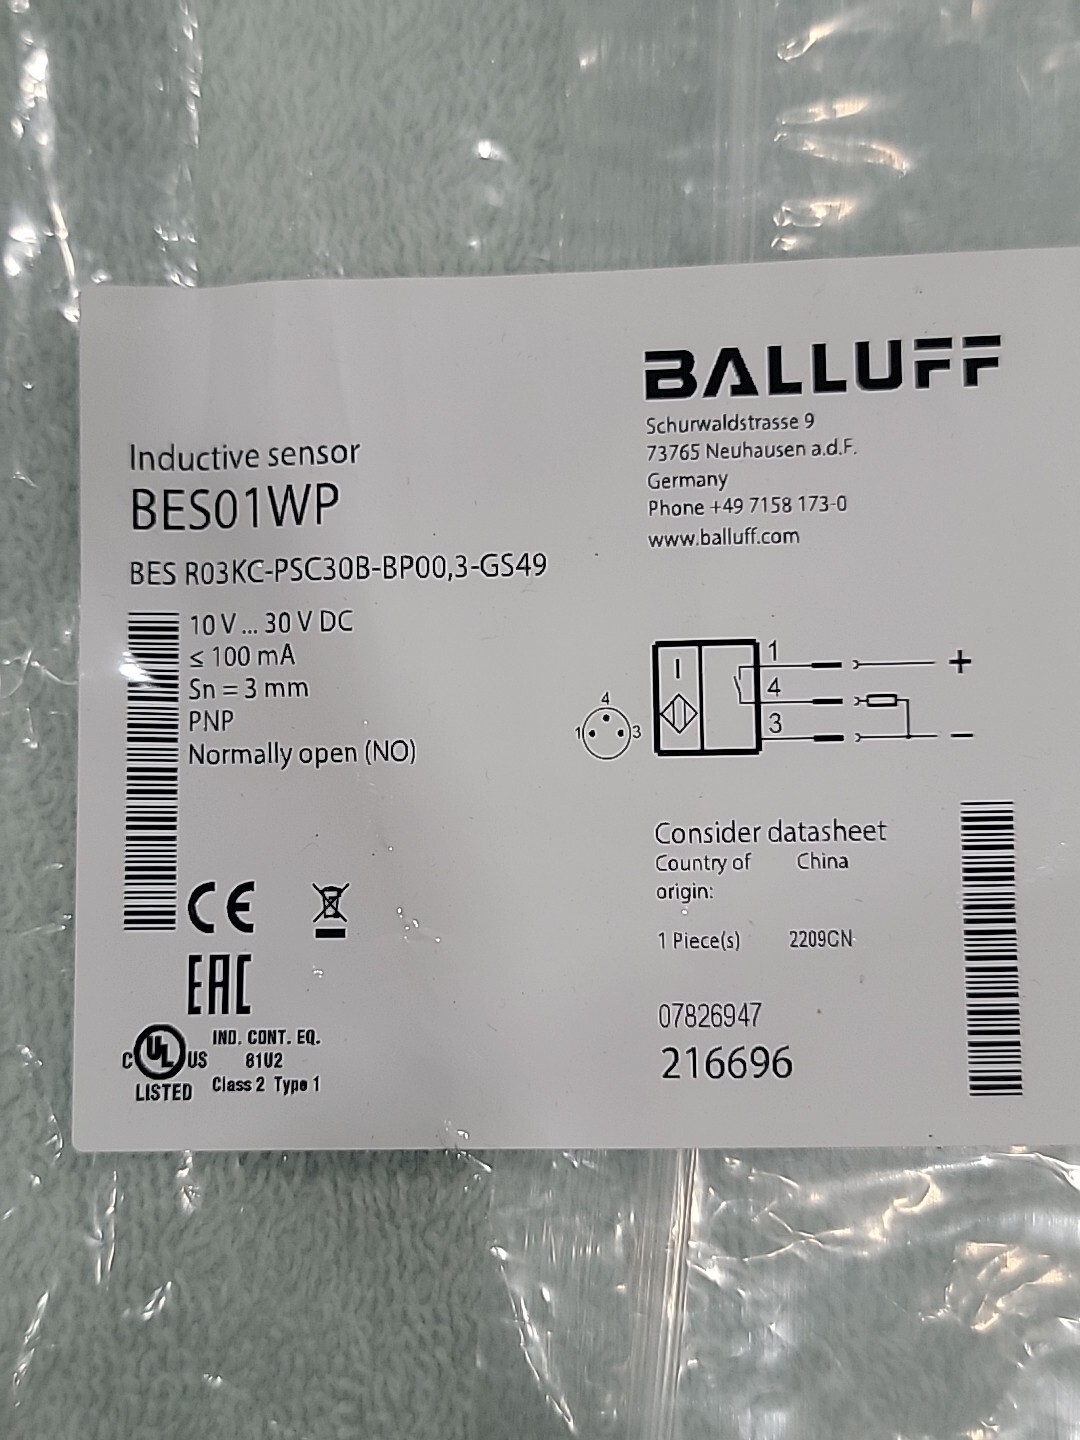 BALLUFF
Schurwaldstrasse 9
73765 Neuhausen a.d.F.
Germany
Phone +49 7158 173-0
www.balluff.com
Inductive sensor
BES01WP
BES R03KC-PSC30B-BP00,3-GS49
10 V ... 30 V DC
≤ 100 mA
Sn = 3 mm
PNP
Normally open (NO)
4
1 3
1
+
4
3
−
Consider datasheet
Country of China
origin:
1 Piece(s) 2209CN
07826947
216696
CE
EAC
C UL US
LISTED
IND. CONT. EQ.
81U2
Class 2 Type 1